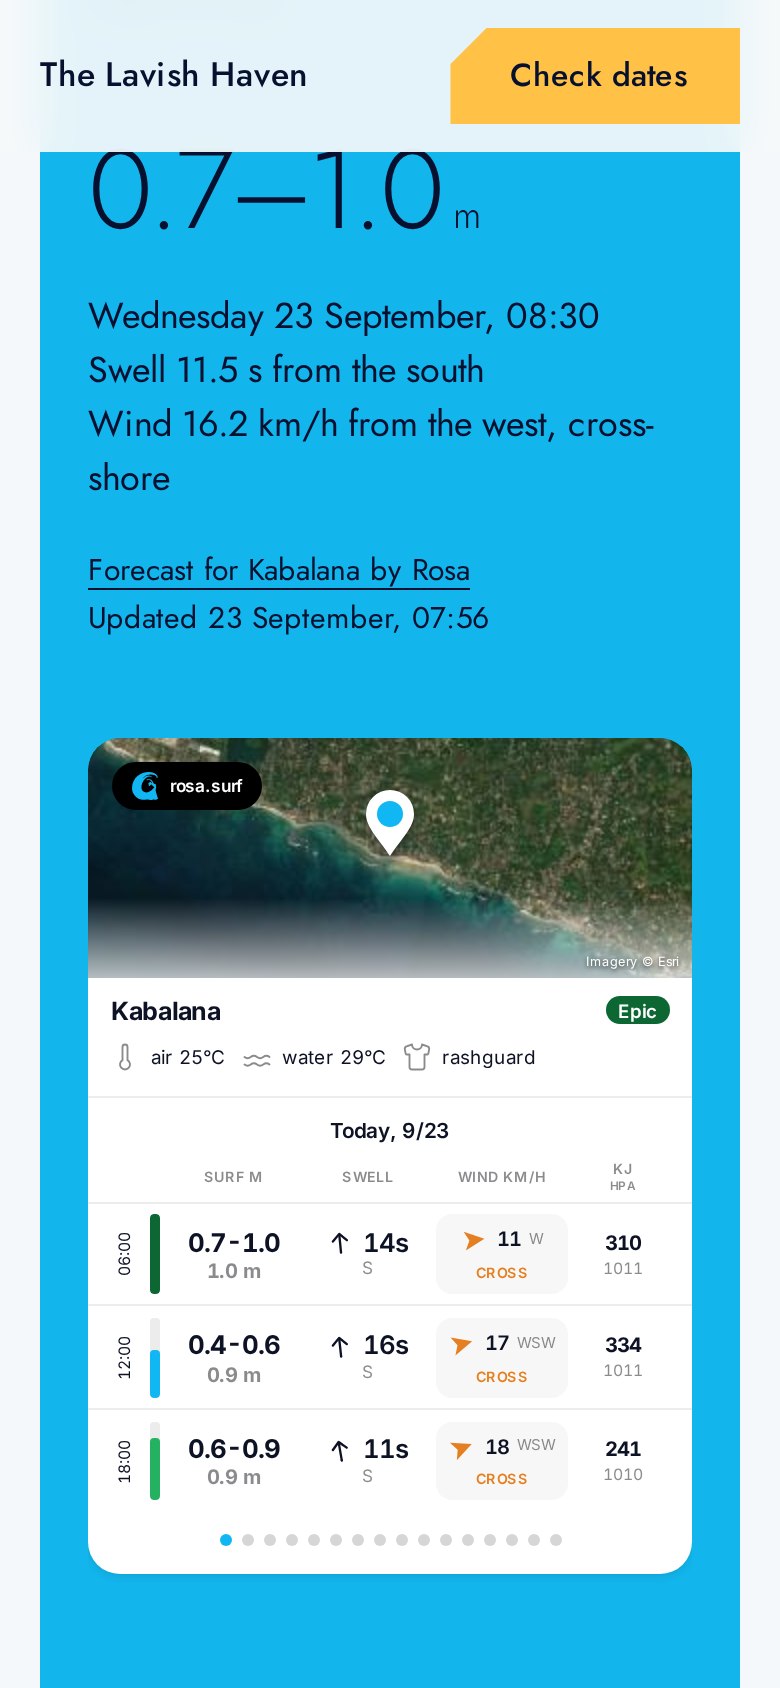 The Lavish Haven
Check dates
0.7–1.0 m
Wednesday 23 September, 08:30
Swell 11.5 s from the south
Wind 16.2 km/h from the west, cross-
shore
Forecast for Kabalana by Rosa
Updated 23 September, 07:56
rosa.surf
Imagery © Esri
Kabalana
Epic
air 25°C water 29°C rashguard
Today, 9/23
SURF M SWELL WIND KM/H KJ
HPA
06:00 0.7-1.0 14s 11 W 310
1.0 m S CROSS 1011
12:00 0.4-0.6 16s 17 WSW 334
0.9 m S CROSS 1011
18:00 0.6-0.9 11s 18 WSW 241
0.9 m S CROSS 1010